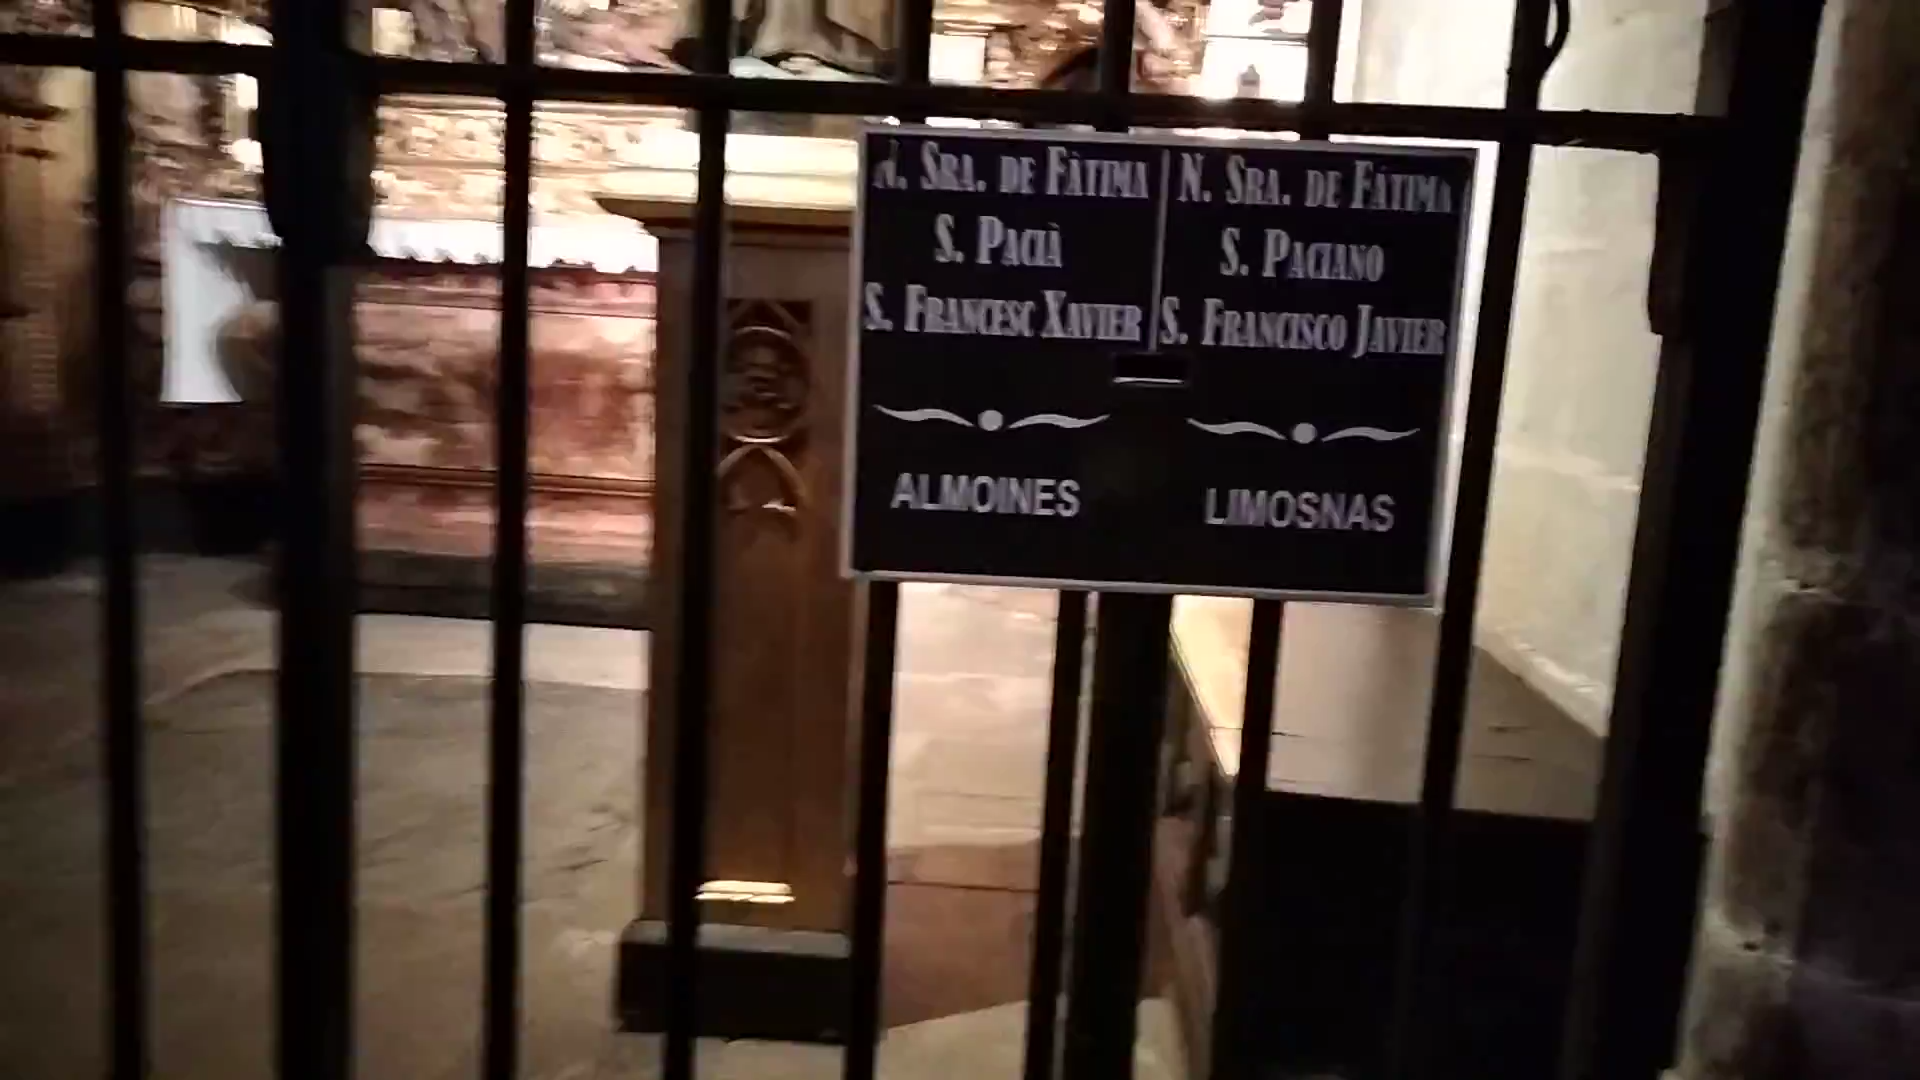 N. SRA. DE FÀTIMA
S. PACIÀ
S. FRANCESC XAVIER
ALMOINES
N. SRA. DE FÁTIMA
S. PACIANO
S. FRANCISCO JAVIER
LIMOSNAS